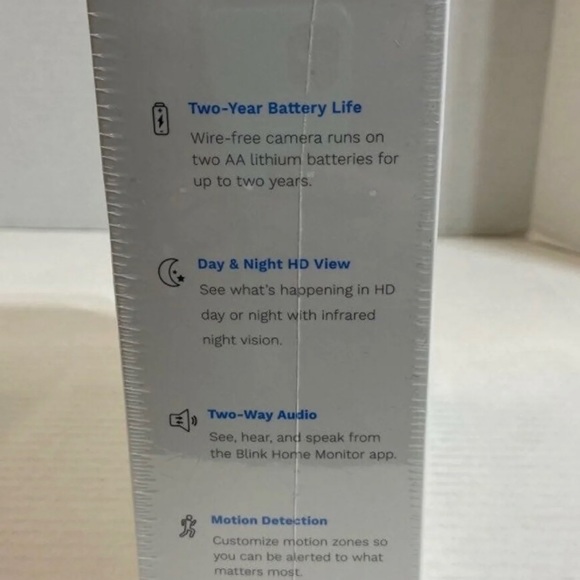 Two-Year Battery Life
Wire-free camera runs on
two AA lithium batteries for
up to two years.
Day & Night HD View
See what's happening in HD
day or night with infrared
night vision.
Two-Way Audio
See, hear, and speak from
the Blink Home Monitor app.
Motion Detection
Customize motion zones so
you can be alerted to what
matters most.